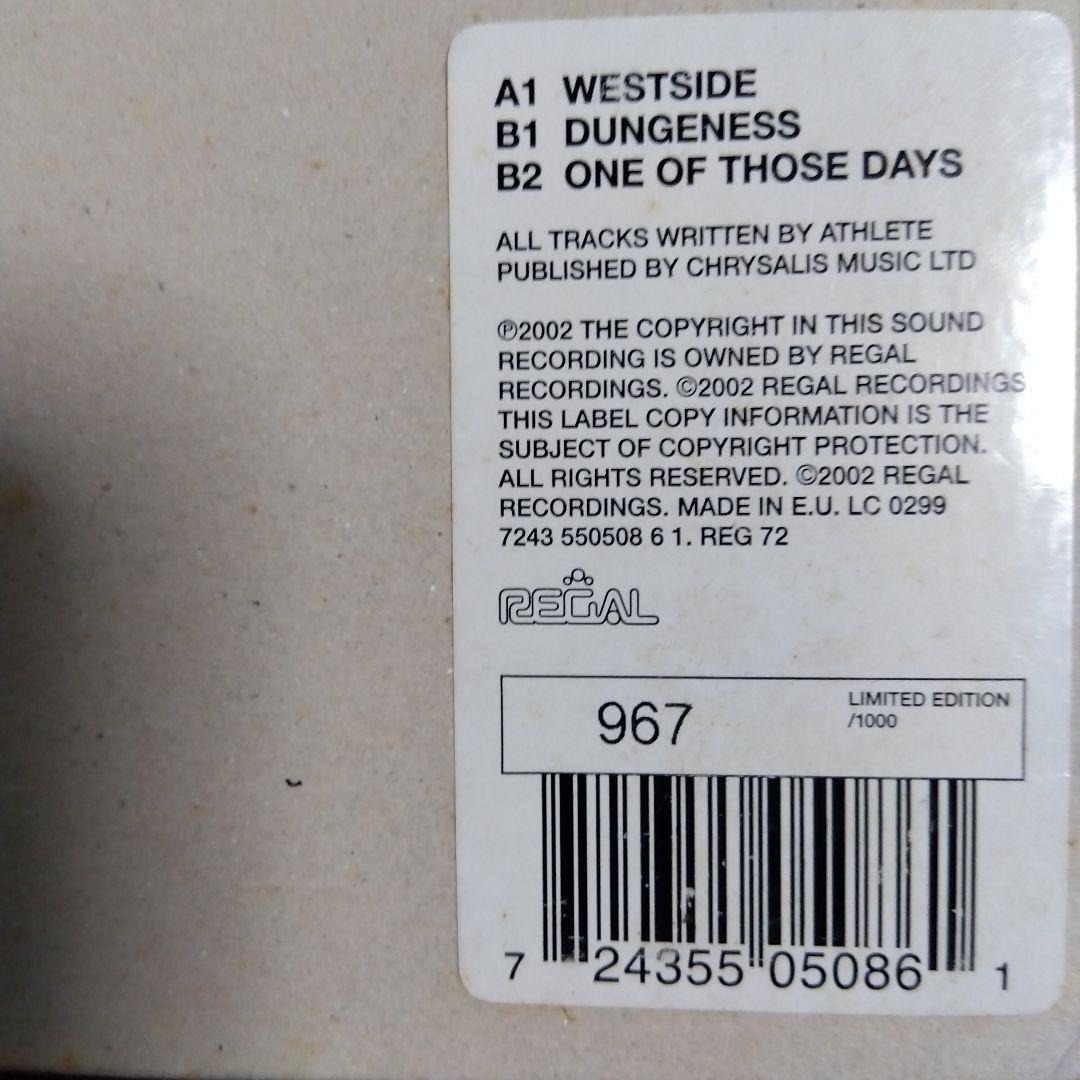 A1 WESTSIDE
B1 DUNGENESS
B2 ONE OF THOSE DAYS
ALL TRACKS WRITTEN BY ATHLETE
PUBLISHED BY CHRYSALIS MUSIC LTD
℗2002 THE COPYRIGHT IN THIS SOUND
RECORDING IS OWNED BY REGAL
RECORDINGS. ©2002 REGAL RECORDINGS
THIS LABEL COPY INFORMATION IS THE
SUBJECT OF COPYRIGHT PROTECTION.
ALL RIGHTS RESERVED. ©2002 REGAL
RECORDINGS. MADE IN E.U. LC 0299
7243 550508 6 1. REG 72
REGAL
967
LIMITED EDITION
/1000
7 24355 05086 1